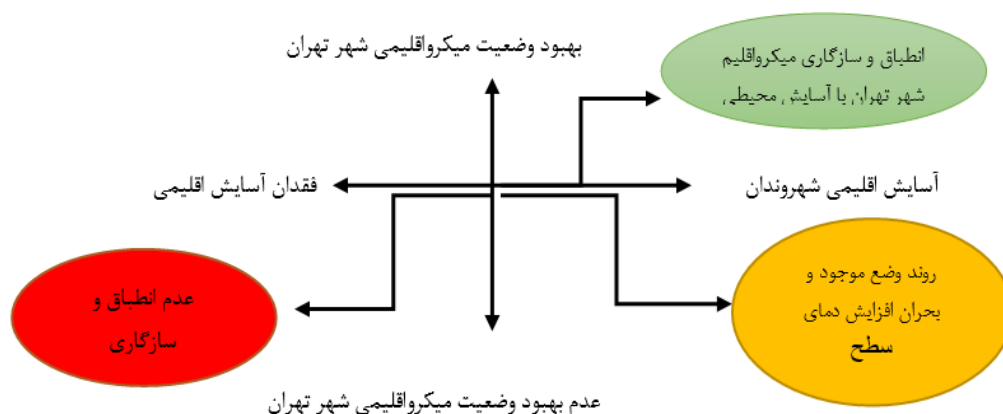 بهبود وضعیت میکرواقلیمی شهر تهران
انطباق و سازگاری میکرواقلیم
شهر تهران با آسایش محیطی
فقدان آسایش اقلیمی
آسایش اقلیمی شهروندان
عدم انطباق و
سازگاری
روند وضع موجود و
بحران افزایش دمای
سطح
عدم بهبود وضعیت میکرواقلیمی شهر تهران